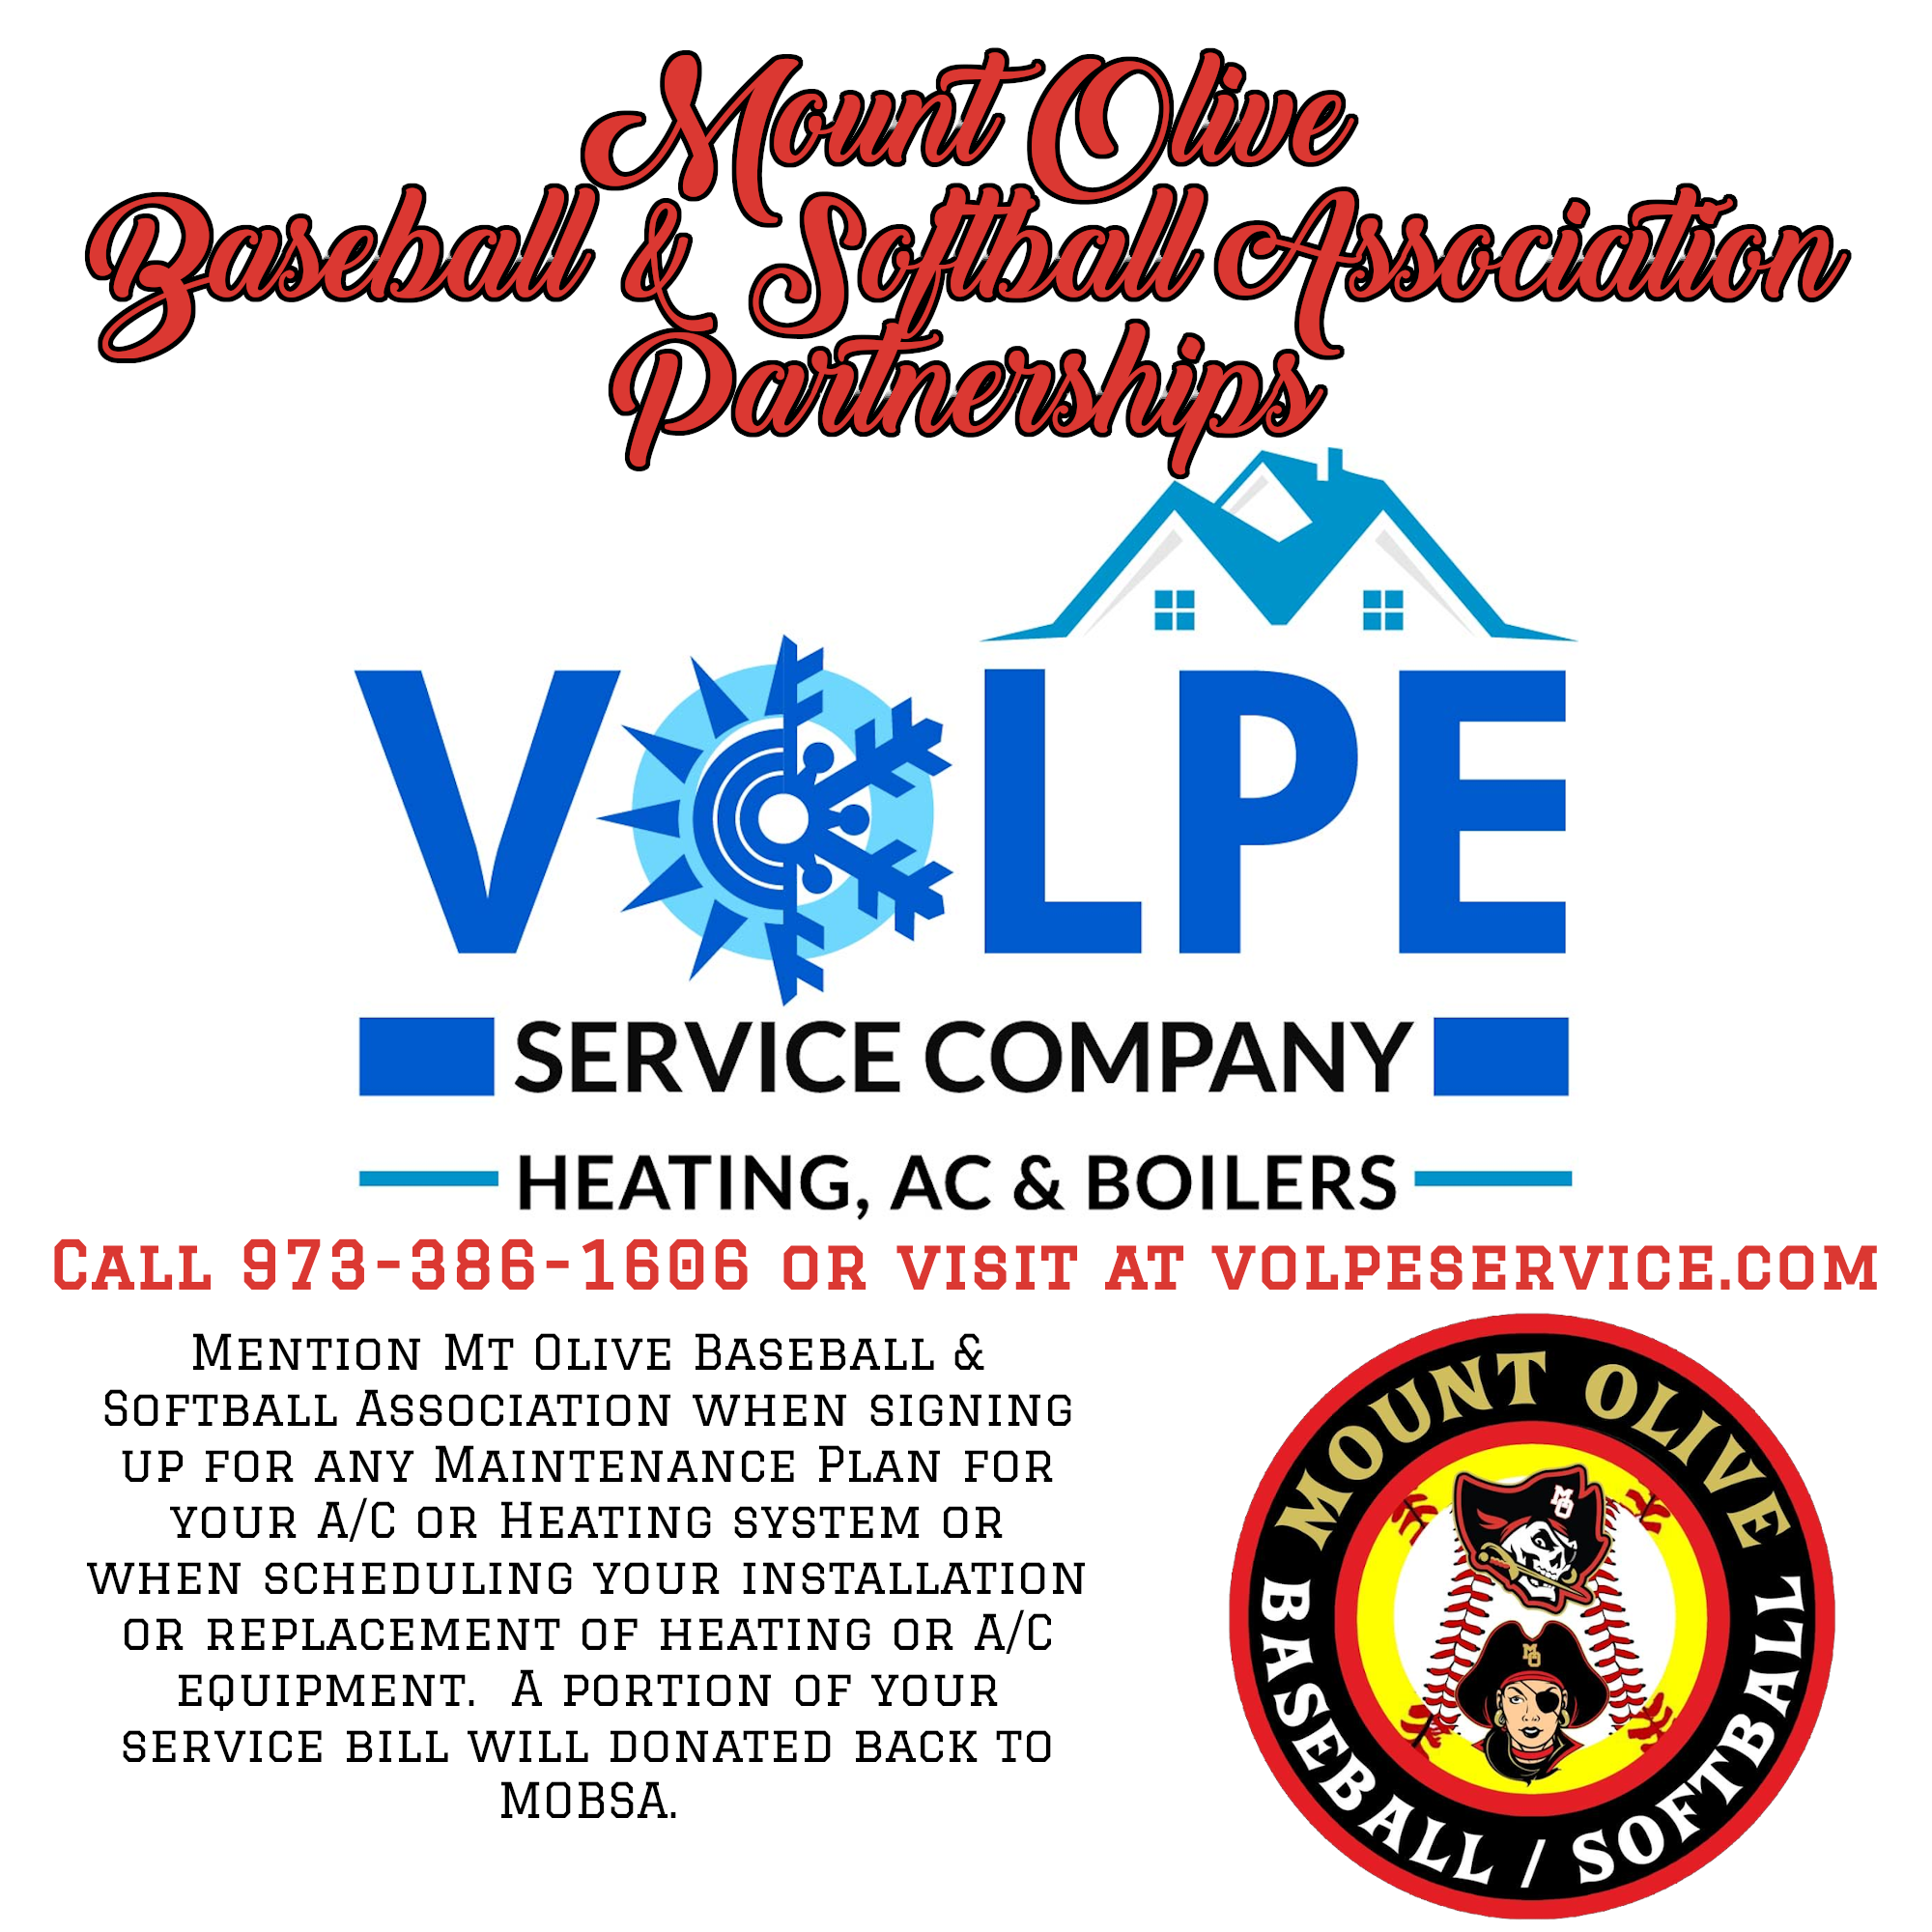 Mount Olive
Baseball & Softball Association
Partnerships
VOLPE
SERVICE COMPANY
HEATING, AC & BOILERS
Call 973-386-1606 or visit at volpeservice.com
Mention Mt Olive Baseball &
Softball Association when signing
up for any Maintenance Plan for
your A/C or Heating system or
when scheduling your installation
or replacement of heating or A/C
equipment.  A portion of your
service bill will donated back to
MOBSA.
MOUNT OLIVE
MO
MO
BASEBALL / SOFTBALL